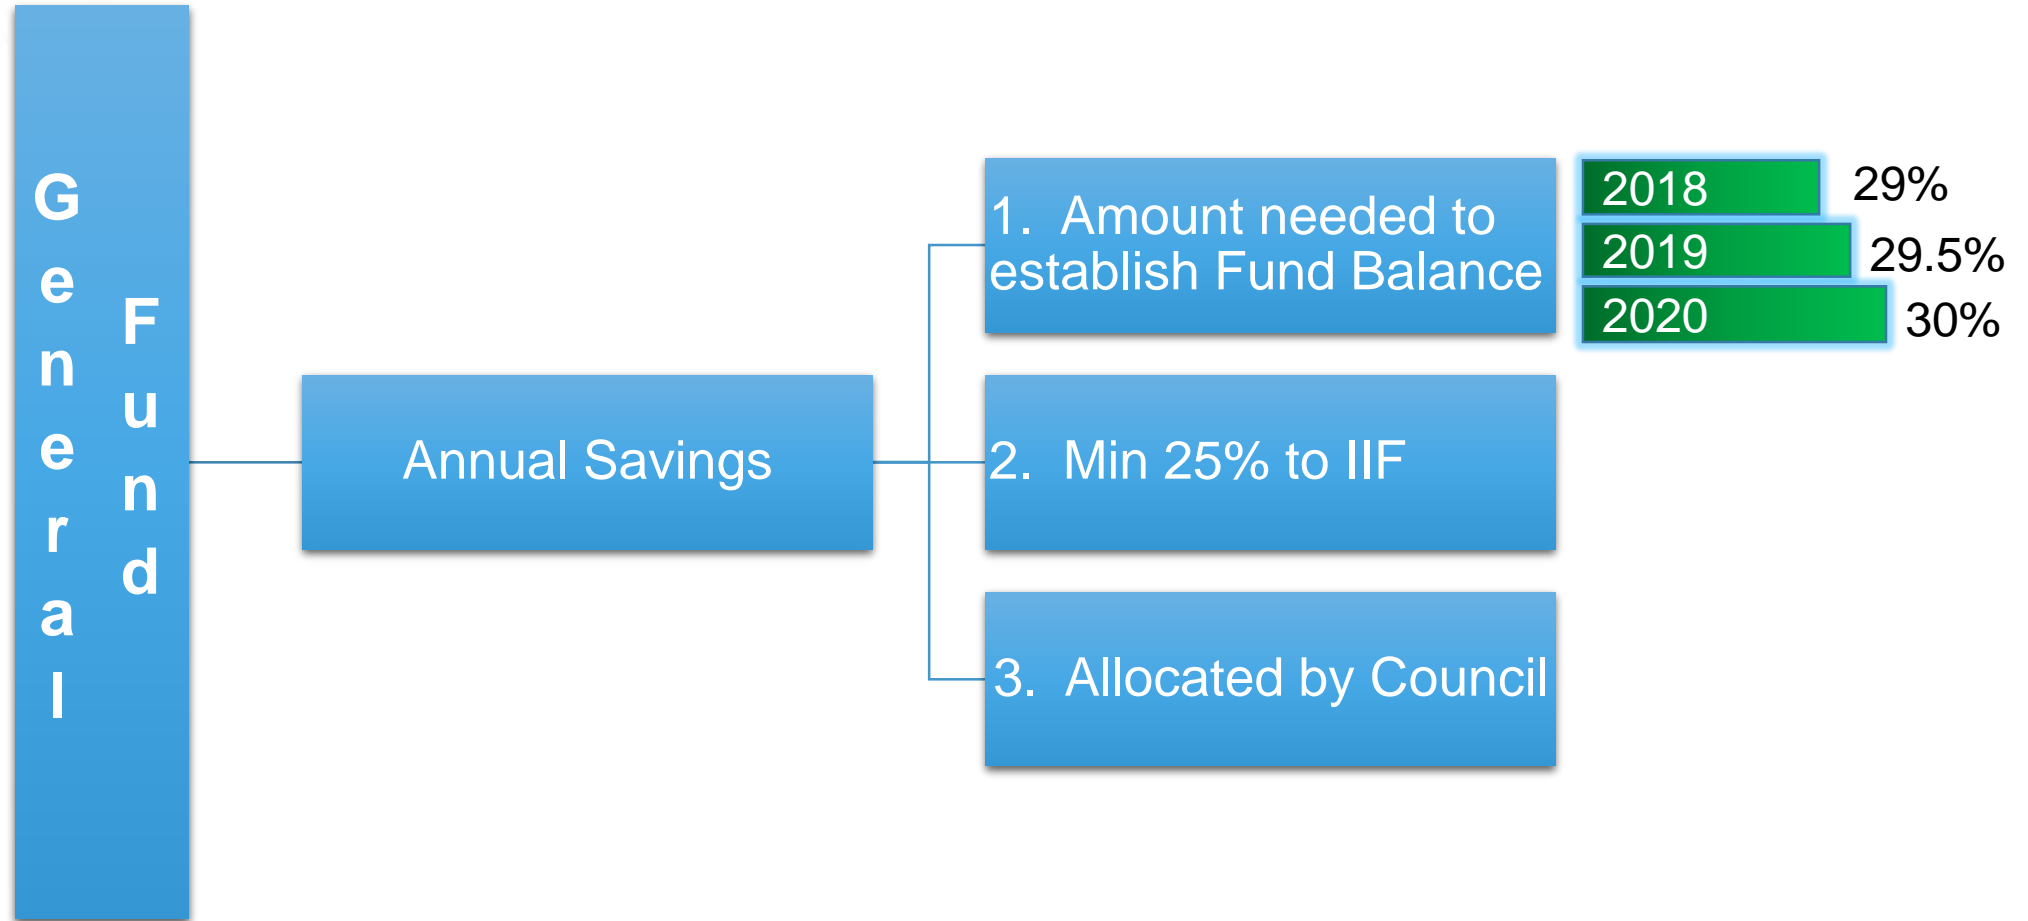 General
Fund
Annual Savings
1. Amount needed to
establish Fund Balance
2018
29%
2019
29.5%
2020
30%
2. Min 25% to IIF
3. Allocated by Council